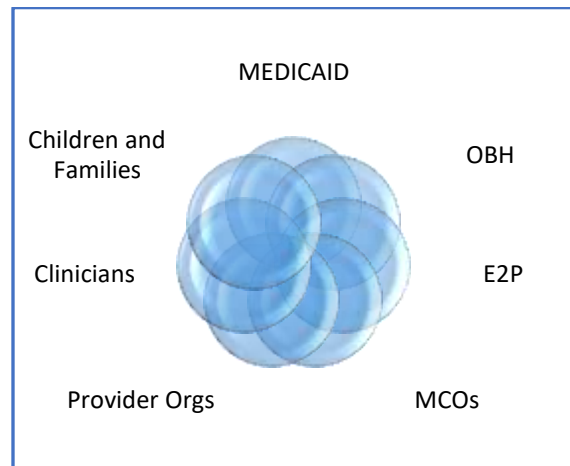 MEDICAID
Children and
Families
OBH
Clinicians
E2P
Provider Orgs
MCOs